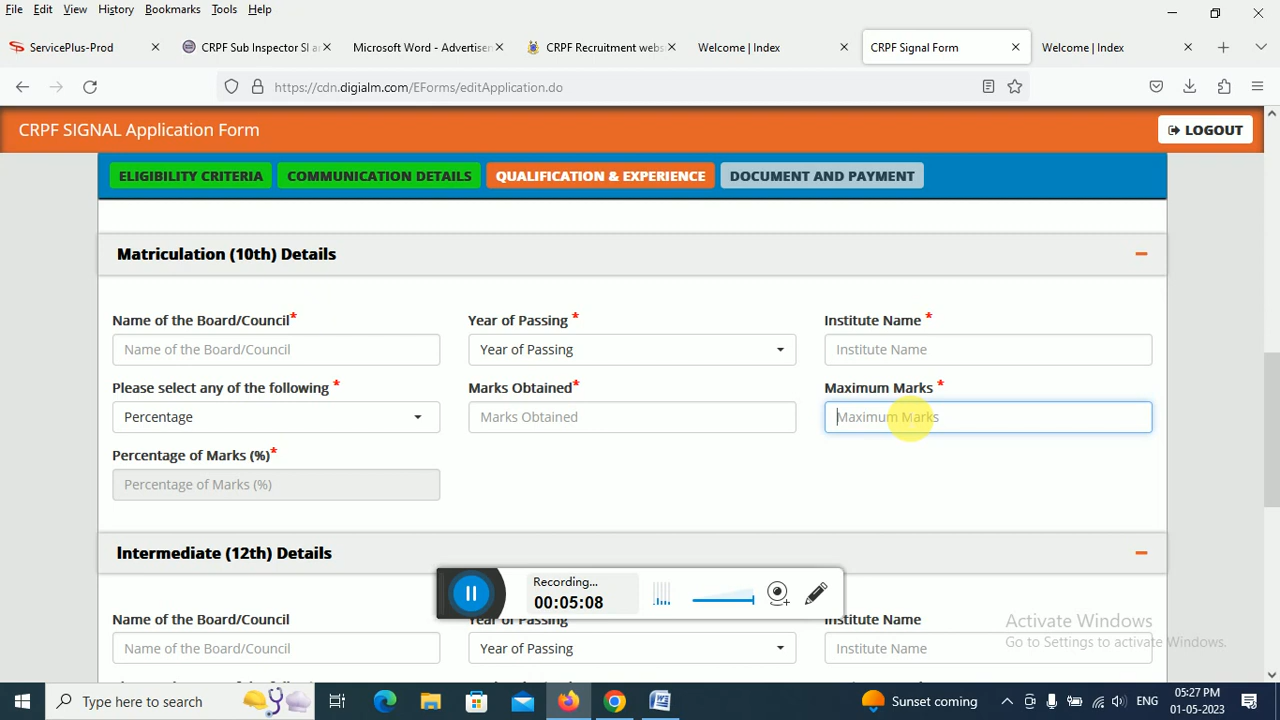 File Edit View History Bookmarks Tools Help
ServicePlus-Prod
CRPF Sub Inspector SI ar
Microsoft Word - Advertisen
CRPF Recruitment webs
Welcome | Index
CRPF Signal Form
Welcome | Index
https://cdn.digialm.com/EForms/editApplication.do
CRPF SIGNAL Application Form
LOGOUT
ELIGIBILITY CRITERIA
COMMUNICATION DETAILS
QUALIFICATION & EXPERIENCE
DOCUMENT AND PAYMENT
Matriculation (10th) Details
Name of the Board/Council*
Year of Passing *
Institute Name *
Name of the Board/Council
Year of Passing
Institute Name
Please select any of the following *
Marks Obtained*
Maximum Marks *
Percentage
Marks Obtained
Maximum Marks
Percentage of Marks (%)*
Percentage of Marks (%)
Intermediate (12th) Details
Recording...
00:05:08
Name of the Board/Council
Year of Passing
Institute Name
Name of the Board/Council
Year of Passing
Institute Name
Activate Windows
Go to Settings to activate Windows.
Type here to search
Sunset coming
ENG
05:27 PM
01-05-2023